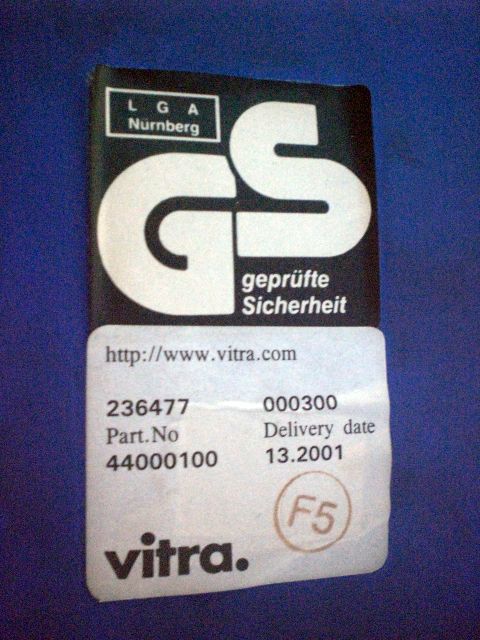 L G A
Nürnberg
GS
geprüfte
Sicherheit
http://www.vitra.com
236477 000300
Part.No Delivery date
44000100 13.2001
F5
vitra.